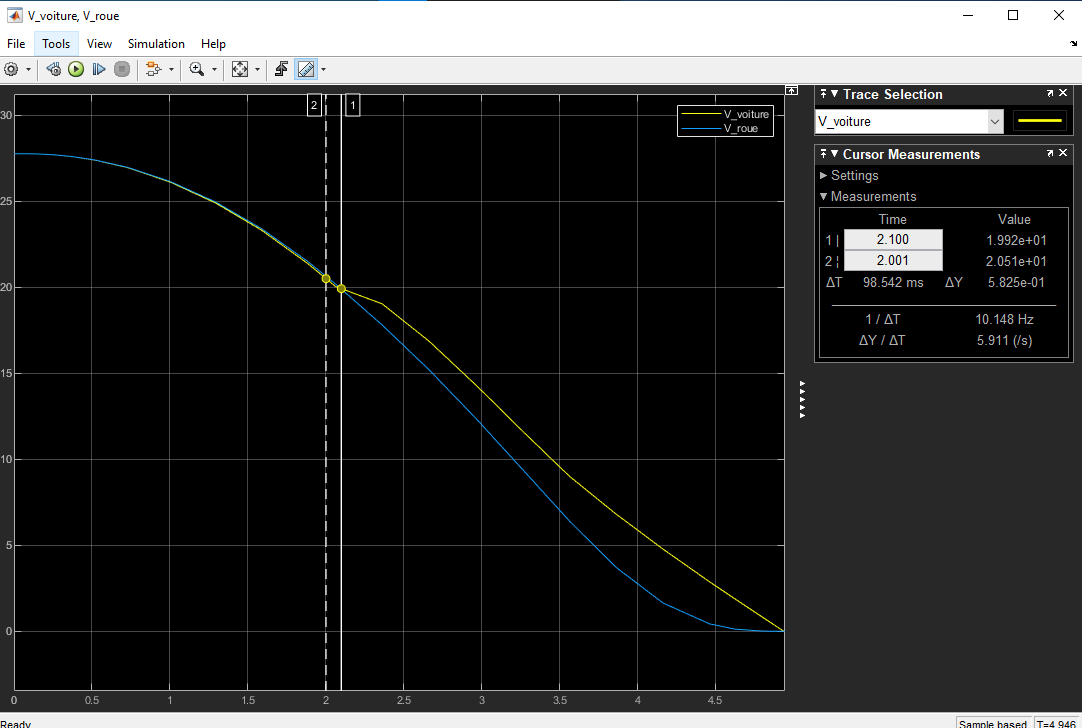 V_voiture, V_roue
File Tools View Simulation Help
2 1
V_voiture
V_roue
30
25
20
15
10
5
0
0 0.5 1 1.5 2 2.5 3 3.5 4 4.5
Trace Selection
V_voiture
Cursor Measurements
Settings
Measurements
Time Value
1 | 2.100 1.992e+01
2 ¦ 2.001 2.051e+01
ΔT 98.542 ms ΔY 5.825e-01
1 / ΔT 10.148 Hz
ΔY / ΔT 5.911 (/s)
Ready Sample based T=4.946